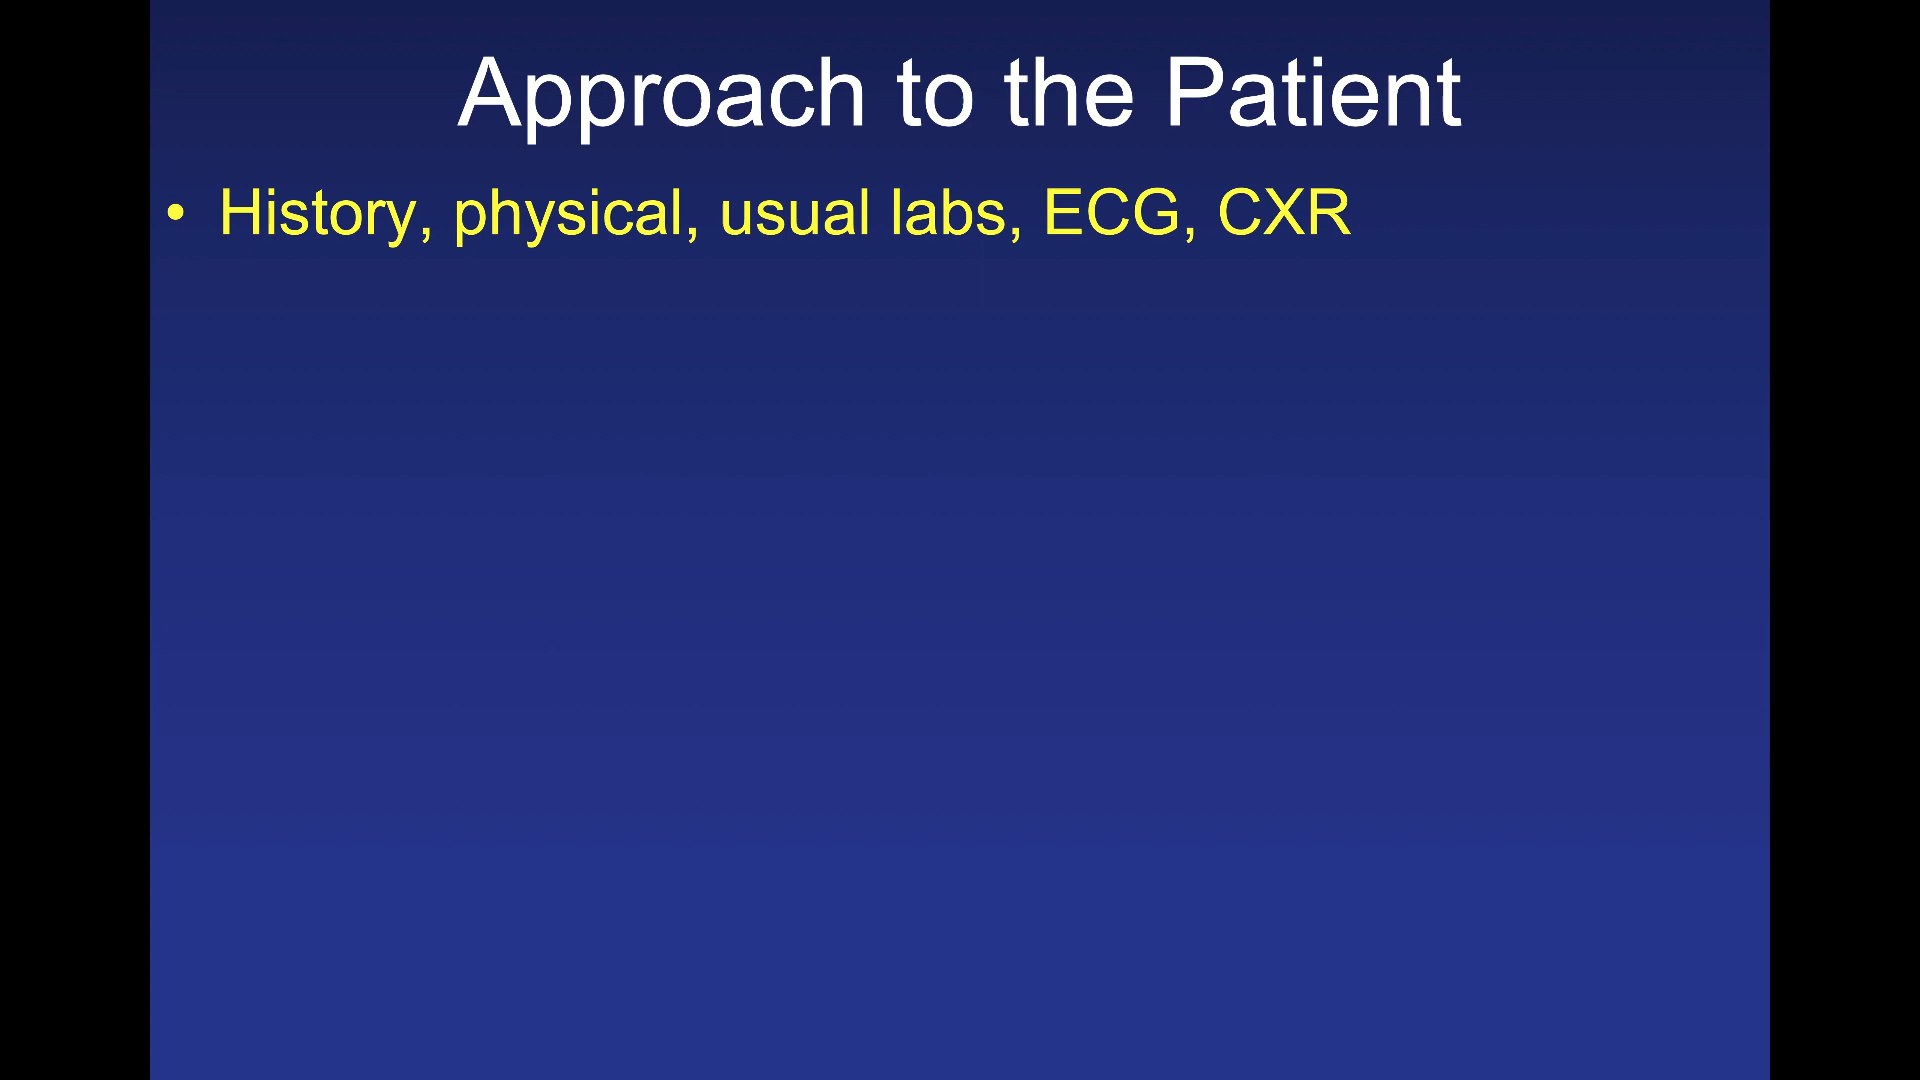 Approach to the Patient
• History, physical, usual labs, ECG, CXR